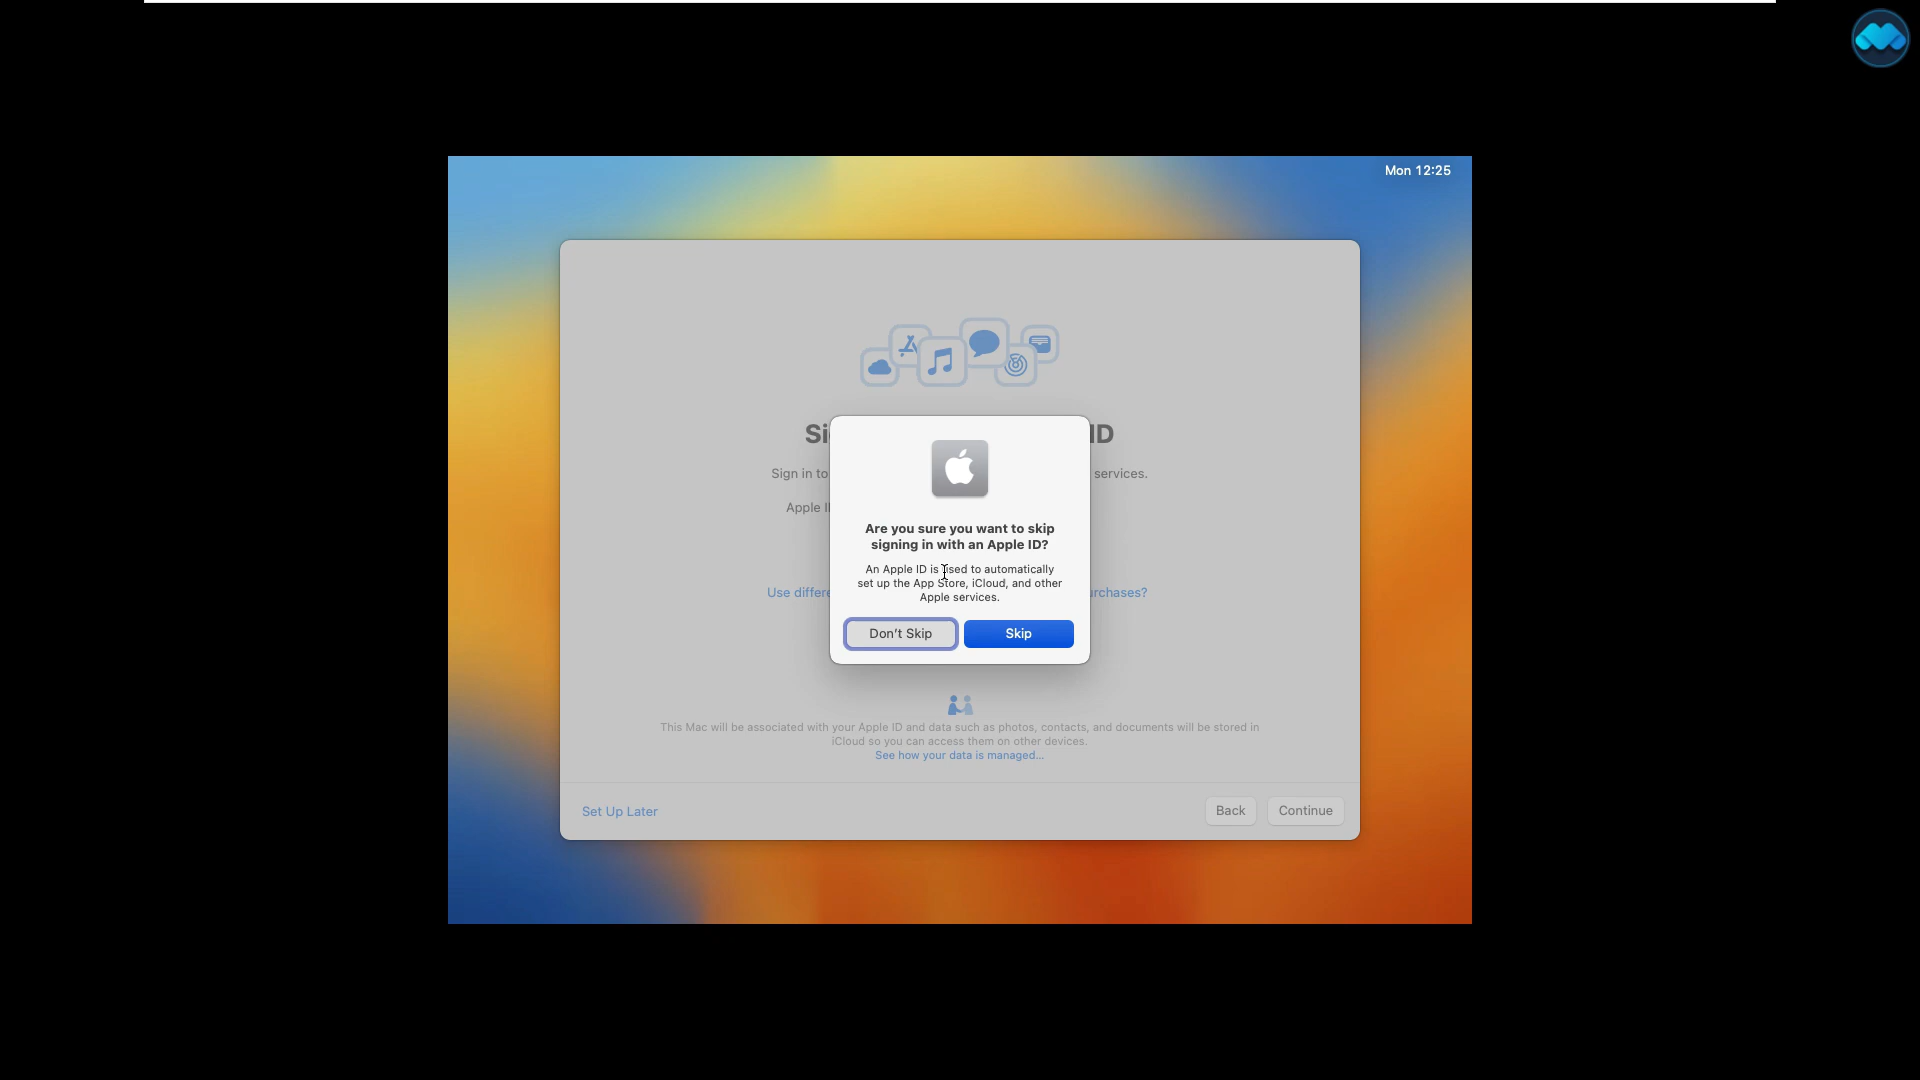 Mon 12:25
Si ID
Sign in to services.
Apple I
Are you sure you want to skip
signing in with an Apple ID?
An Apple ID is used to automatically
set up the App Store, iCloud, and other
Apple services.
Use differe urchases?
Don't Skip Skip
This Mac will be associated with your Apple ID and data such as photos, contacts, and documents will be stored in
iCloud so you can access them on other devices.
See how your data is managed...
Set Up Later Back Continue